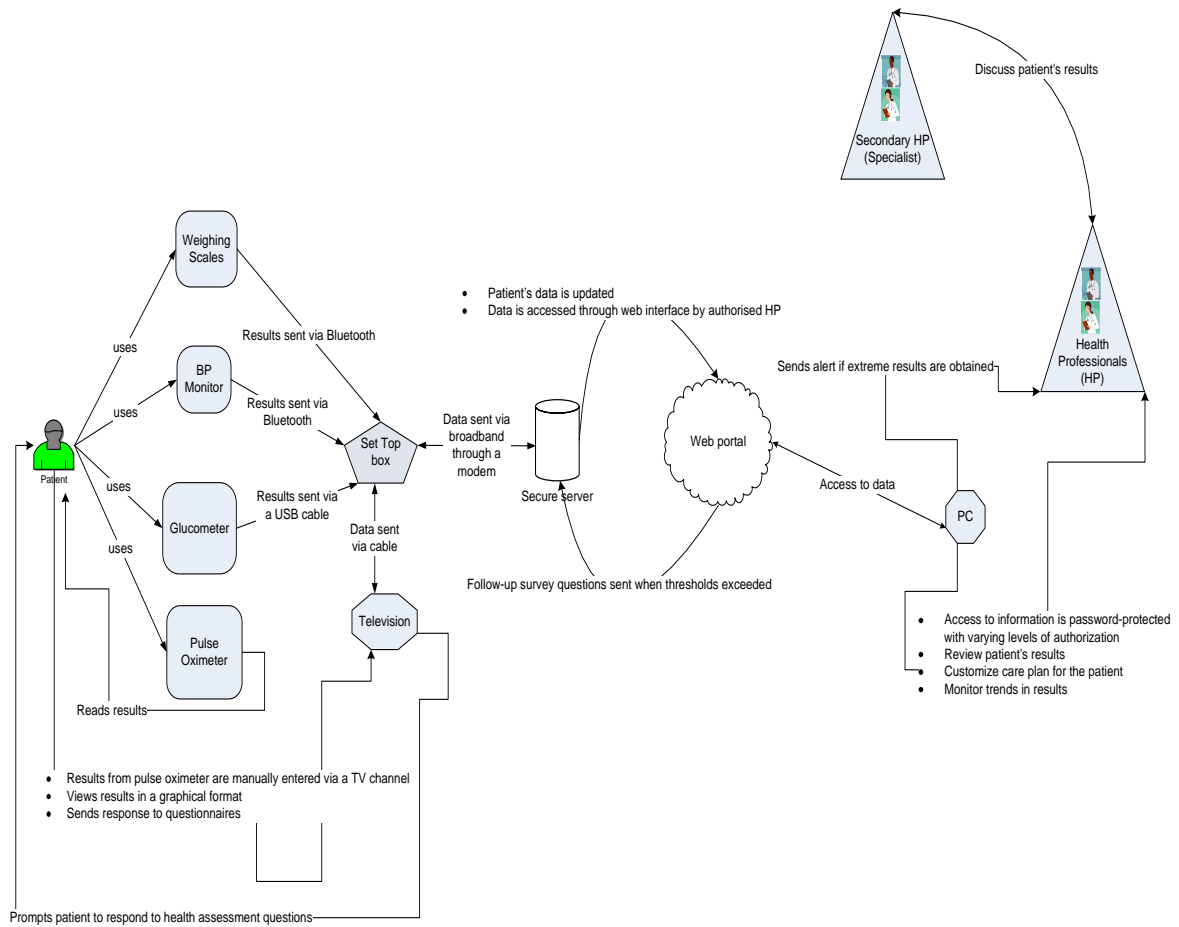 Discuss patient's results
Secondary HP
(Specialist)
Weighing
Scales
• Patient's data is updated
• Data is accessed through web interface by authorised HP
uses
Results sent via Bluetooth
Health
Professionals
(HP)
Sends alert if extreme results are obtained
BP
Monitor
uses
Results sent via
Bluetooth
Set Top
box
Data sent via
broadband
through a
modem
Secure server
Web portal
Patient
uses
Glucometer
Results sent via
a USB cable
Access to data
PC
uses
Data sent
via cable
Follow-up survey questions sent when thresholds exceeded
Television
Pulse
Oximeter
Reads results
• Access to information is password-protected
with varying levels of authorization
• Review patient's results
• Customize care plan for the patient
• Monitor trends in results
• Results from pulse oximeter are manually entered via a TV channel
• Views results in a graphical format
• Sends response to questionnaires
Prompts patient to respond to health assessment questions